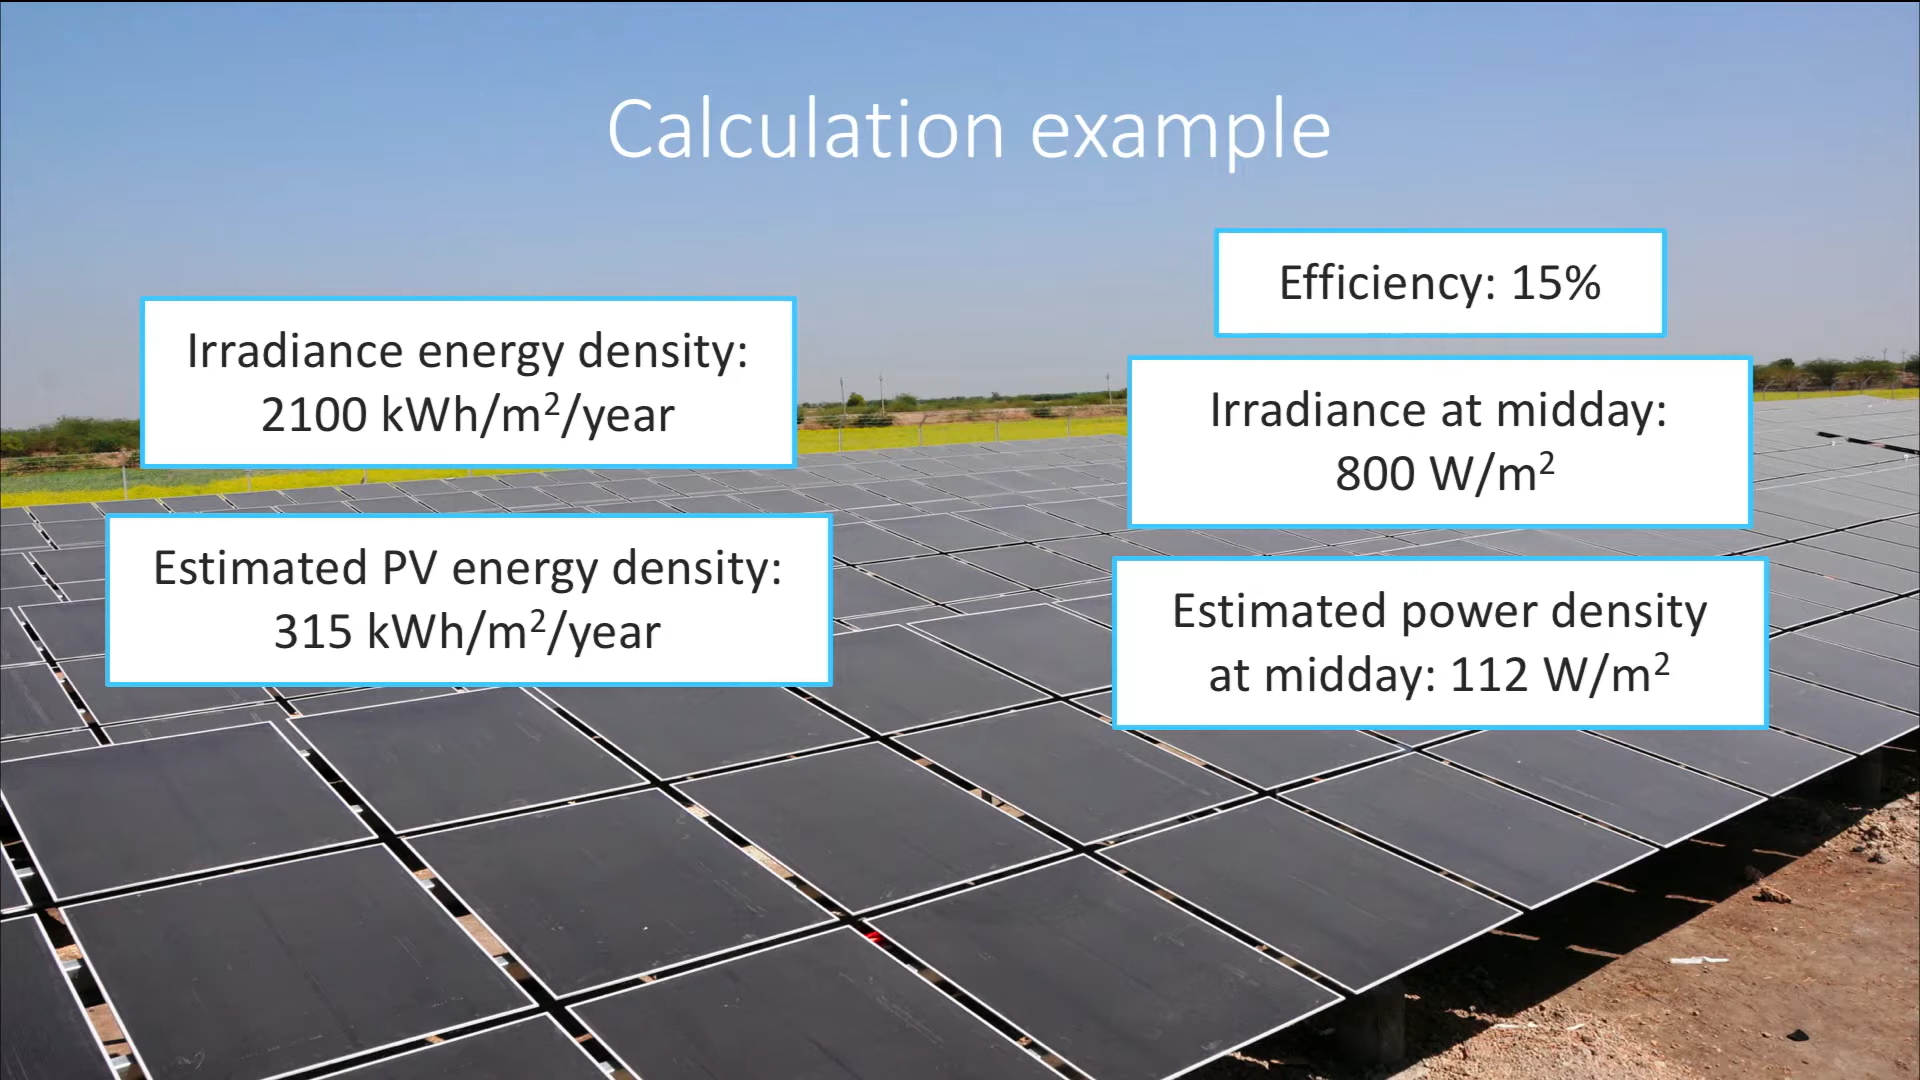 Calculation example
Irradiance energy density:
2100 kWh/m²/year
Estimated PV energy density:
315 kWh/m²/year
Efficiency: 15%
Irradiance at midday:
800 W/m²
Estimated power density
at midday: 112 W/m²